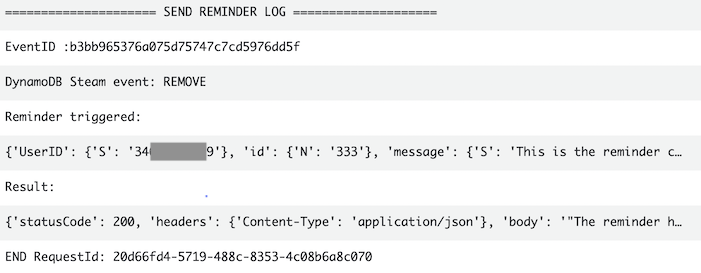 ===================== SEND REMINDER LOG ====================
EventID :b3bb965376a075d75747c7cd5976dd5f
DynamoDB Steam event: REMOVE
Reminder triggered:
{'UserID': {'S': '34 9'}, 'id': {'N': '333'}, 'message': {'S': 'This is the reminder c…
Result:
{'statusCode': 200, 'headers': {'Content-Type': 'application/json'}, 'body': '"The reminder h…
END RequestId: 20d66fd4-5719-488c-8353-4c08b6a8c070